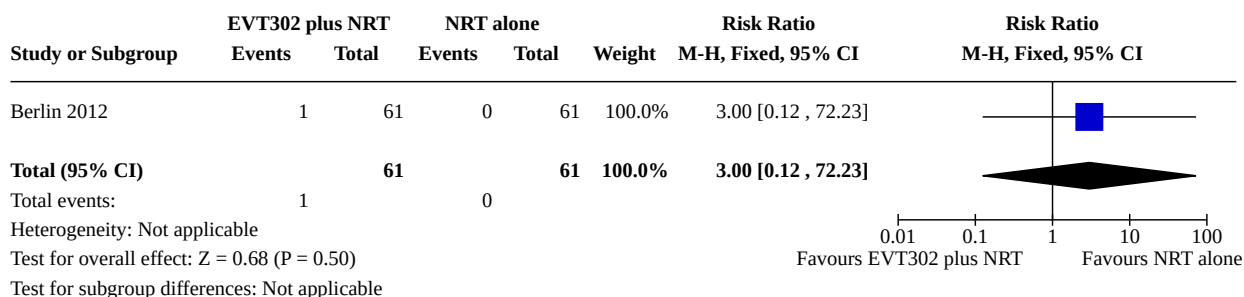 EVT302 plus NRT NRT alone Risk Ratio Risk Ratio
Study or Subgroup Events Total Events Total Weight M-H, Fixed, 95% CI M-H, Fixed, 95% CI
Berlin 2012 1 61 0 61 100.0% 3.00 [0.12 , 72.23]
Total (95% CI) 61 61 100.0% 3.00 [0.12 , 72.23]
Total events: 1 0
Heterogeneity: Not applicable
0.01 0.1 1 10 100
Test for overall effect: Z = 0.68 (P = 0.50) Favours EVT302 plus NRT Favours NRT alone
Test for subgroup differences: Not applicable